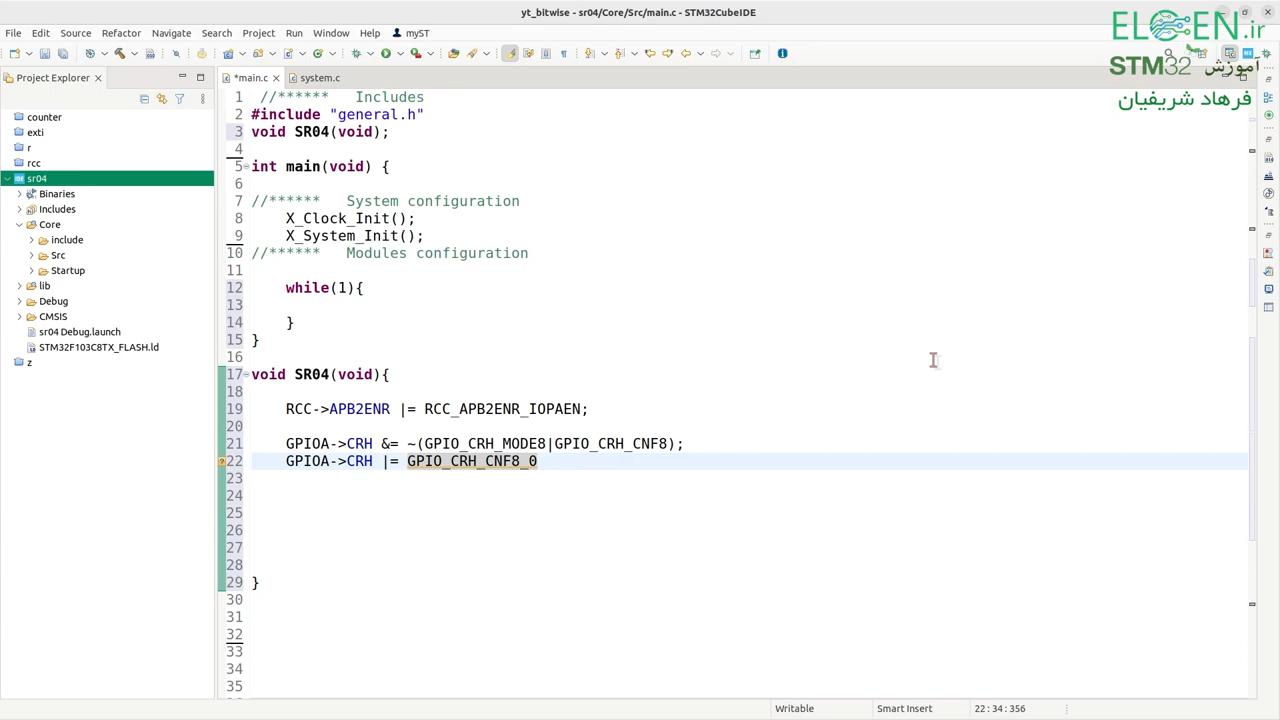 yt_bitwise - sr04/Core/Src/main.c - STM32CubeIDE
ELOEN.ir
آموزش STM32
فرهاد شریفیان
File Edit Source Refactor Navigate Search Project Run Window Help myST
Project Explorer
counter
exti
r
rcc
sr04
Binaries
Includes
Core
include
Src
Startup
lib
Debug
CMSIS
sr04 Debug.launch
STM32F103C8TX_FLASH.ld
z
*main.c system.c
1 //****** Includes
2 #include "general.h"
3 void SR04(void);
4
5 int main(void) {
6
7 //****** System configuration
8 X_Clock_Init();
9 X_System_Init();
10 //****** Modules configuration
11
12 while(1){
13
14 }
15 }
16
17 void SR04(void){
18
19 RCC->APB2ENR |= RCC_APB2ENR_IOPAEN;
20
21 GPIOA->CRH &= ~(GPIO_CRH_MODE8|GPIO_CRH_CNF8);
22 GPIOA->CRH |= GPIO_CRH_CNF8_0
23
24
25
26
27
28
29 }
30
31
32
33
34
35
Writable Smart Insert 22:34:356